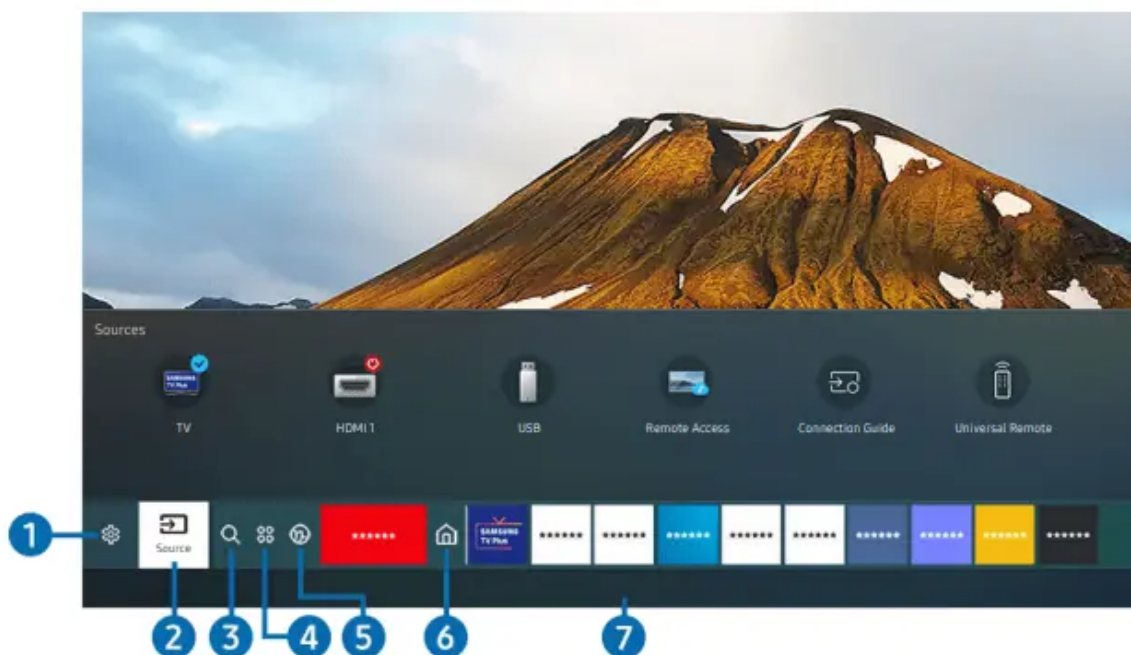 Sources
SAMSUNG
TV Plus
TV
HDMI 1
USB
Remote Access
Connection Guide
Universal Remote
1
Source
******
SAMSUNG
TV Plus
****** ****** ****** ****** ****** ****** ****** ****** ******
2 3 4 5 6 7